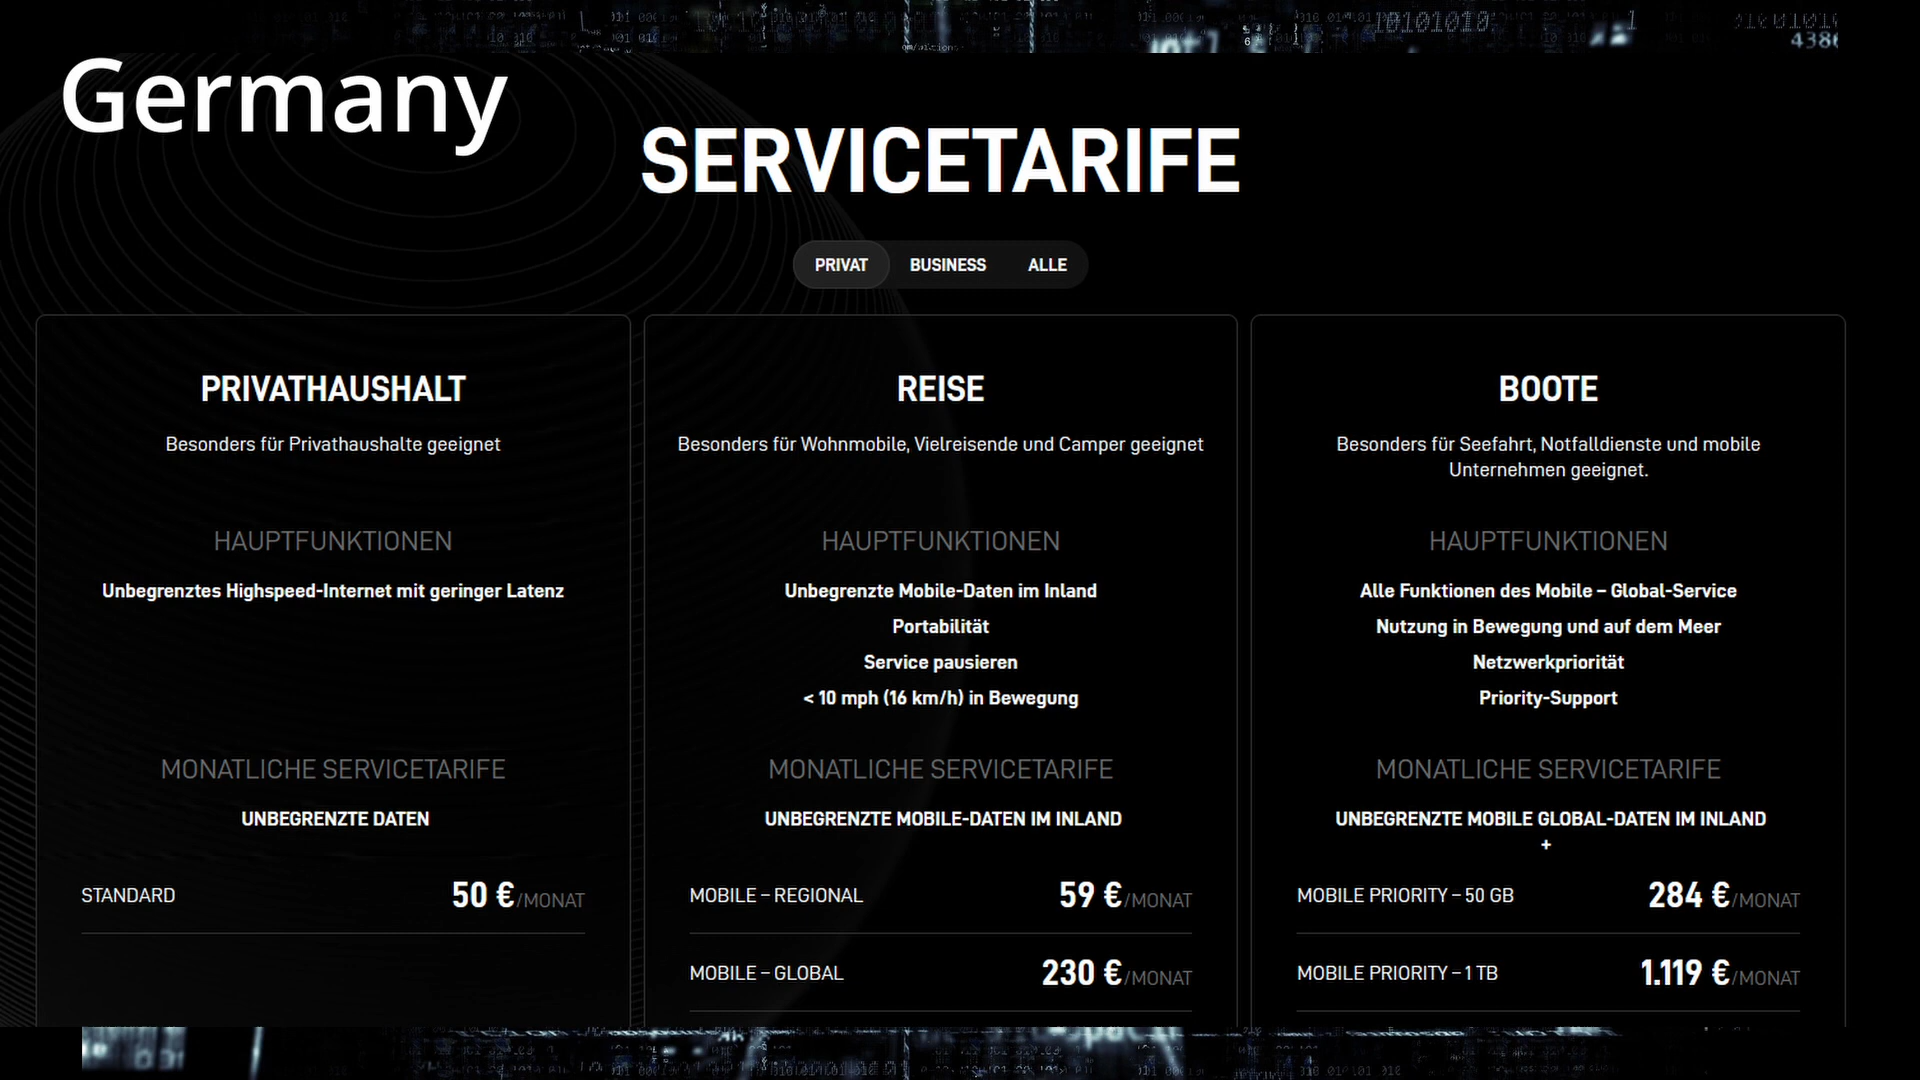 Germany
SERVICETARIFE
PRIVAT BUSINESS ALLE
PRIVATHAUSHALT
Besonders für Privathaushalte geeignet
HAUPTFUNKTIONEN
Unbegrenztes Highspeed-Internet mit geringer Latenz
MONATLICHE SERVICETARIFE
UNBEGRENZTE DATEN
STANDARD 50 €/MONAT
REISE
Besonders für Wohnmobile, Vielreisende und Camper geeignet
HAUPTFUNKTIONEN
Unbegrenzte Mobile-Daten im Inland
Portabilität
Service pausieren
< 10 mph (16 km/h) in Bewegung
MONATLICHE SERVICETARIFE
UNBEGRENZTE MOBILE-DATEN IM INLAND
MOBILE – REGIONAL 59 €/MONAT
MOBILE – GLOBAL 230 €/MONAT
BOOTE
Besonders für Seefahrt, Notfalldienste und mobile
Unternehmen geeignet.
HAUPTFUNKTIONEN
Alle Funktionen des Mobile – Global-Service
Nutzung in Bewegung und auf dem Meer
Netzwerkpriorität
Priority-Support
MONATLICHE SERVICETARIFE
UNBEGRENZTE MOBILE GLOBAL-DATEN IM INLAND
+
MOBILE PRIORITY – 50 GB 284 €/MONAT
MOBILE PRIORITY – 1 TB 1.119 €/MONAT